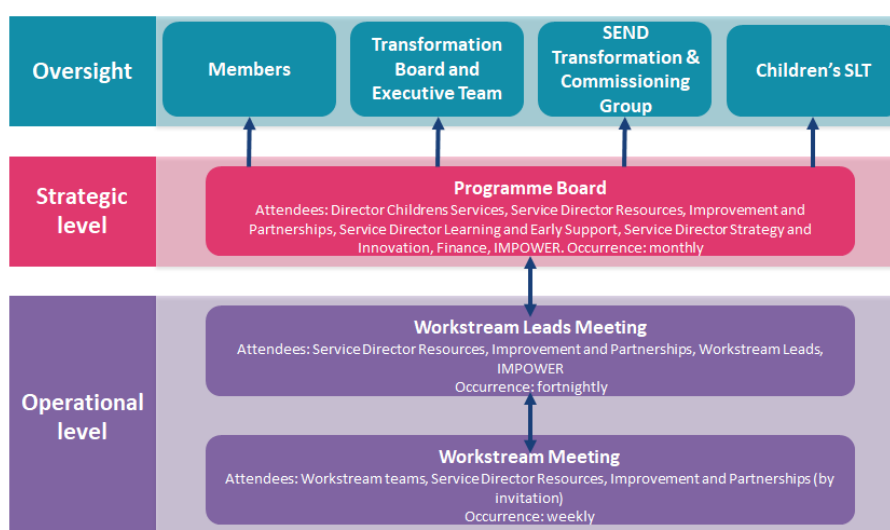 Oversight
Members
Transformation
Board and
Executive Team
SEND
Transformation &
Commissioning
Group
Children's SLT
Strategic
level
Programme Board
Attendees: Director Childrens Services, Service Director Resources, Improvement and
Partnerships, Service Director Learning and Early Support, Service Director Strategy and
Innovation, Finance, IMPOWER. Occurrence: monthly
Operational
level
Workstream Leads Meeting
Attendees: Service Director Resources, Improvement and Partnerships, Workstream Leads,
IMPOWER
Occurrence: fortnightly
Workstream Meeting
Attendees: Workstream teams, Service Director Resources, Improvement and Partnerships (by
invitation)
Occurrence: weekly